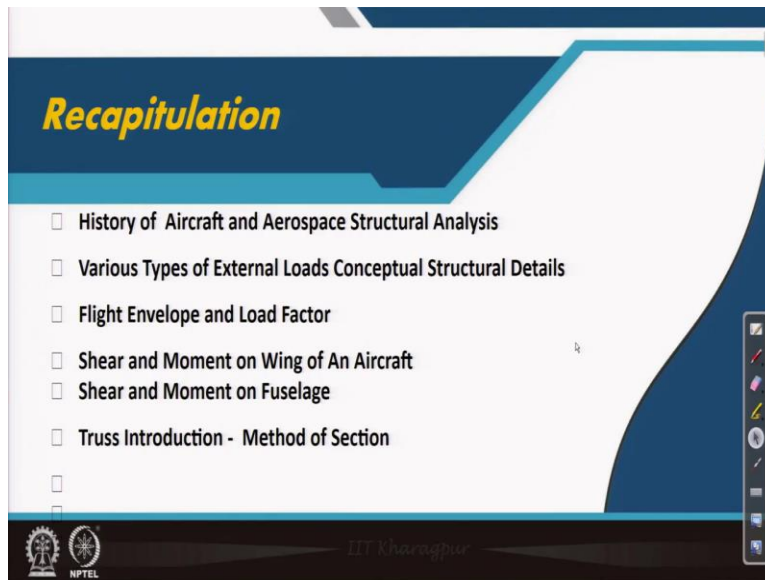 Recapitulation
History of Aircraft and Aerospace Structural Analysis
Various Types of External Loads Conceptual Structural Details
Flight Envelope and Load Factor
Shear and Moment on Wing of An Aircraft
Shear and Moment on Fuselage
Truss Introduction - Method of Section
IIT Kharagpur
NPTEL